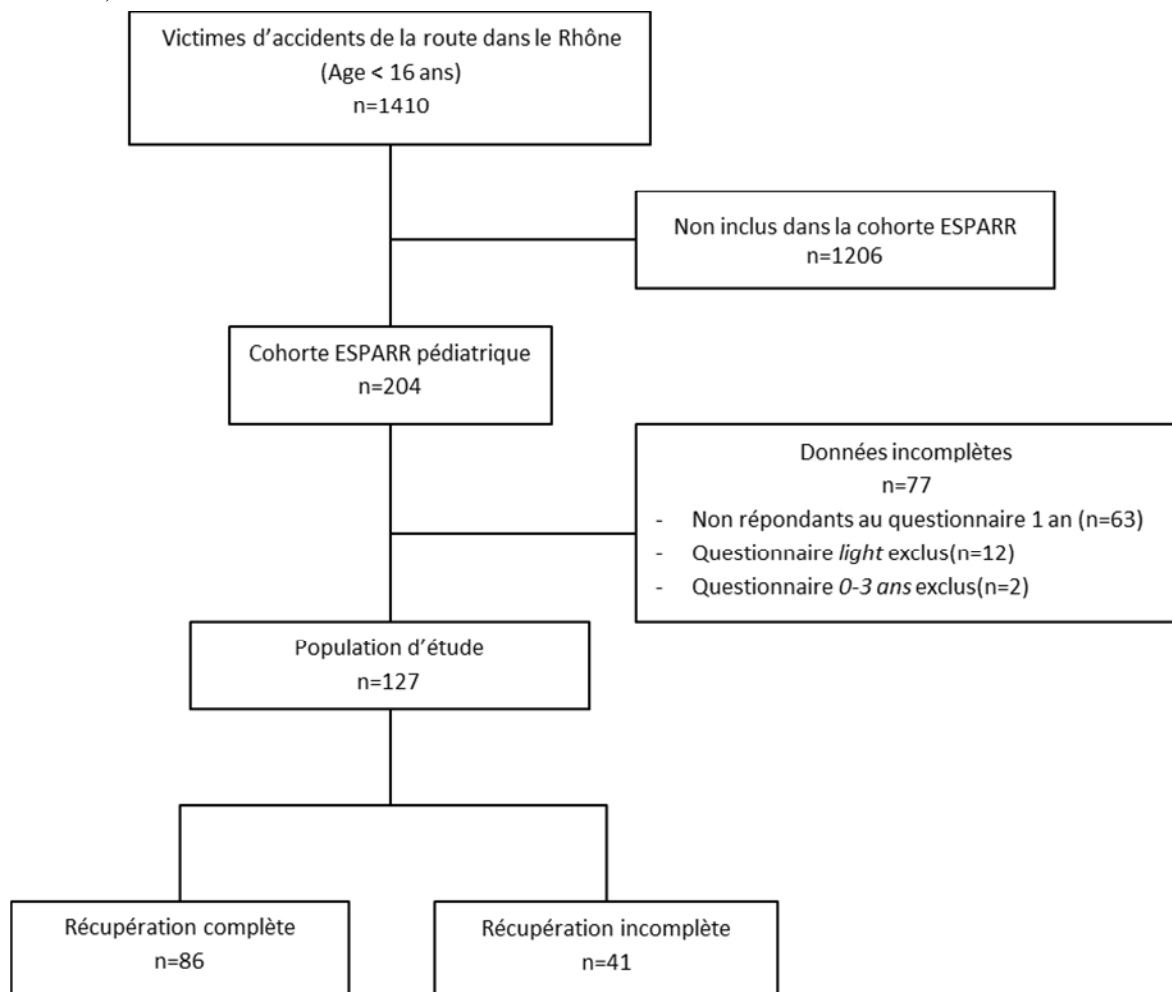 Victimes d'accidents de la route dans le Rhône
(Age < 16 ans)
n=1410
Non inclus dans la cohorte ESPARR
n=1206
Cohorte ESPARR pédiatrique
n=204
Données incomplètes
n=77
- Non répondants au questionnaire 1 an (n=63)
- Questionnaire light exclus(n=12)
- Questionnaire 0-3 ans exclus(n=2)
Population d'étude
n=127
Récupération complète
n=86
Récupération incomplète
n=41